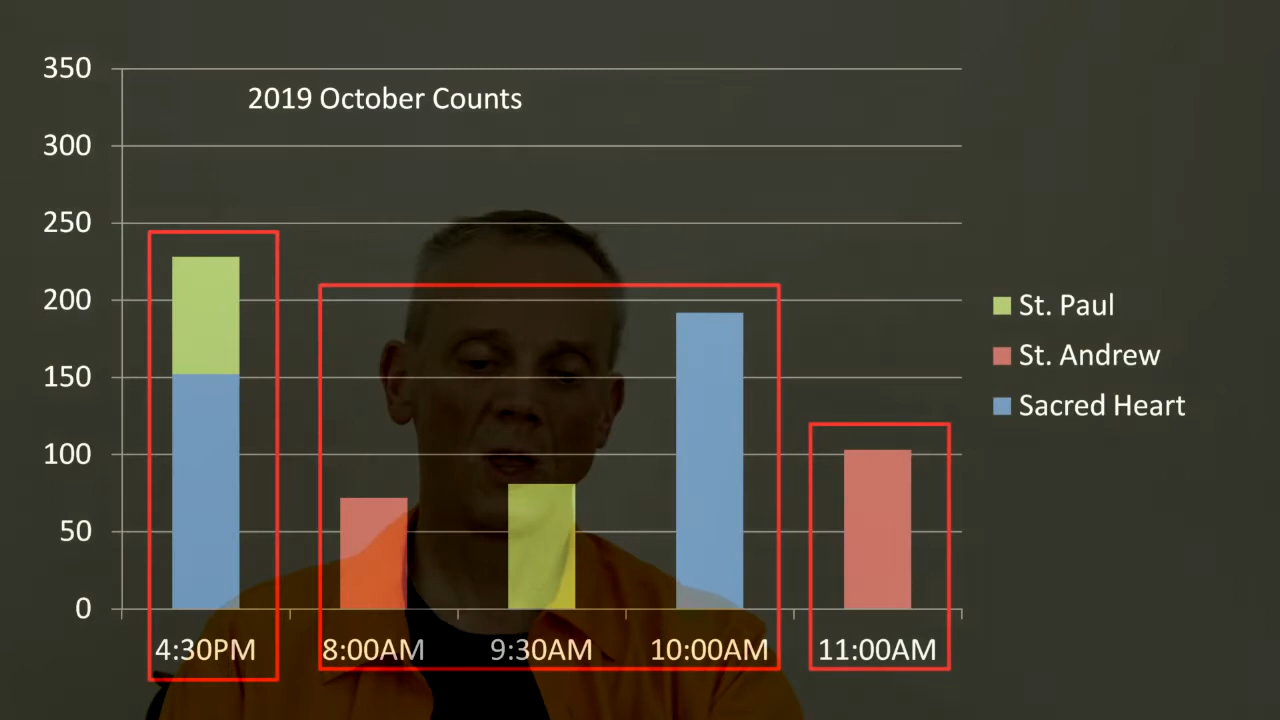 2019 October Counts
350
300
250
200
150
100
50
0
4:30PM 8:00AM 9:30AM 10:00AM 11:00AM
St. Paul
St. Andrew
Sacred Heart